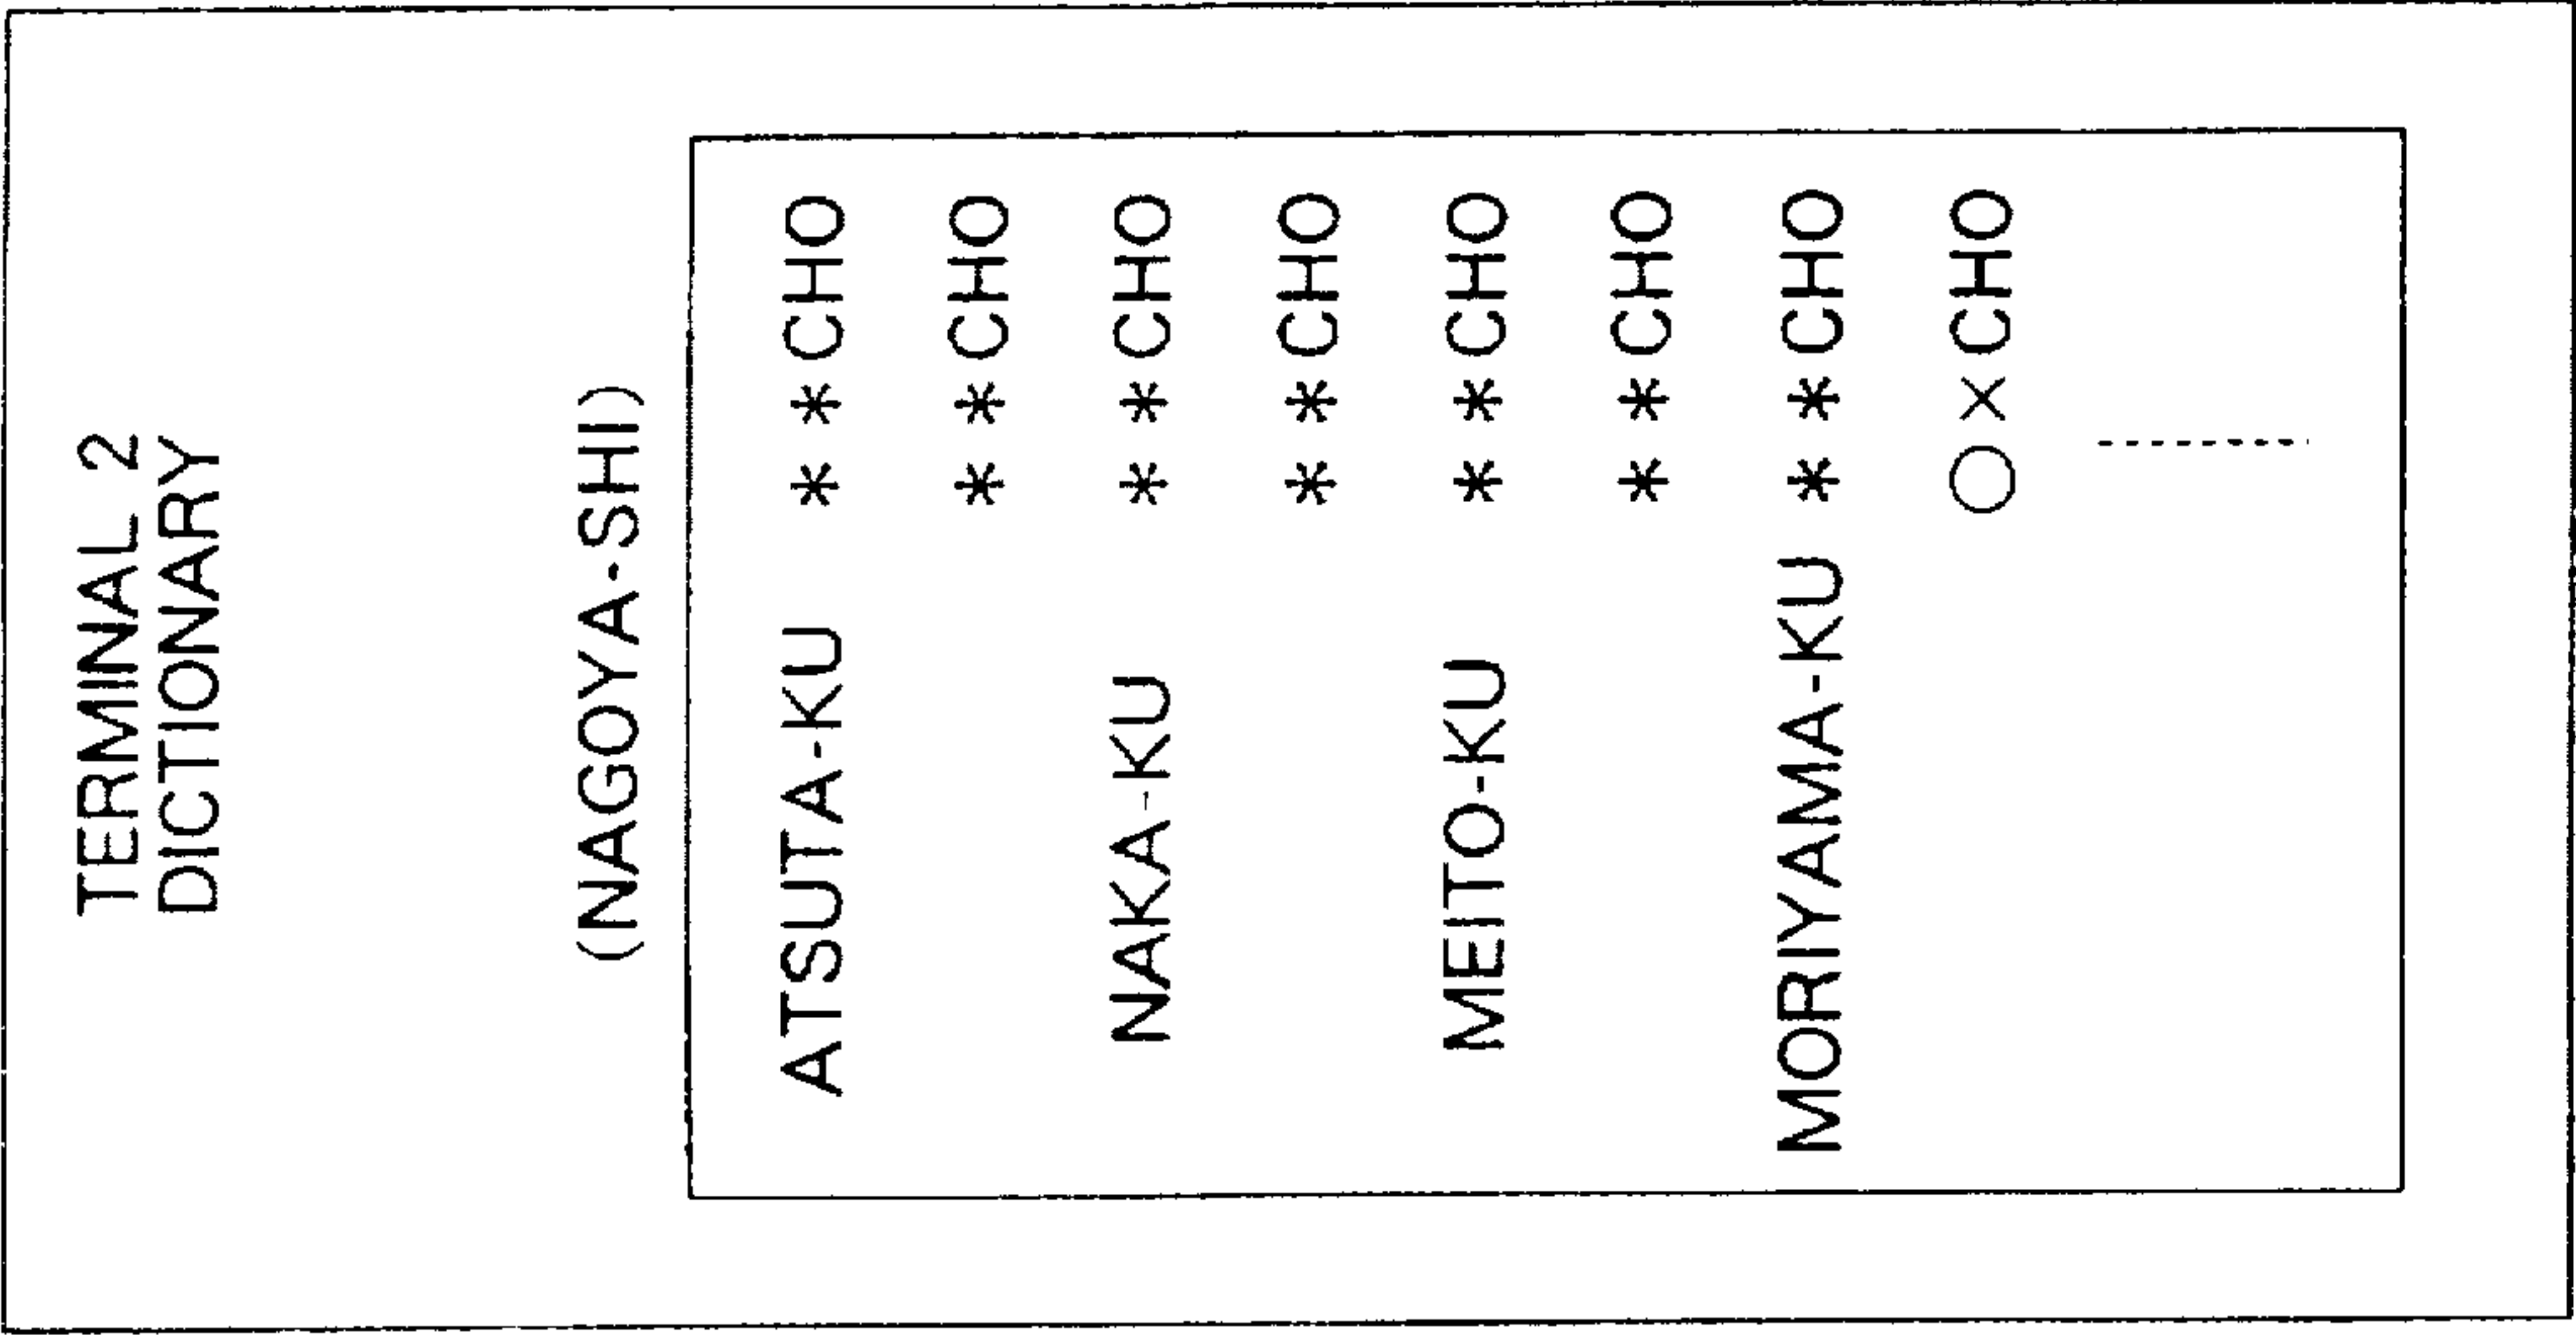 TERMINAL 2
DICTIONARY
(NAGOYA-SHI)
ATSUTA-KU * * CHO
* * CHO
NAKA-KU * * CHO
* * CHO
MEITO-KU * * CHO
* * CHO
MORIYAMA-KU * * CHO
○ × CHO